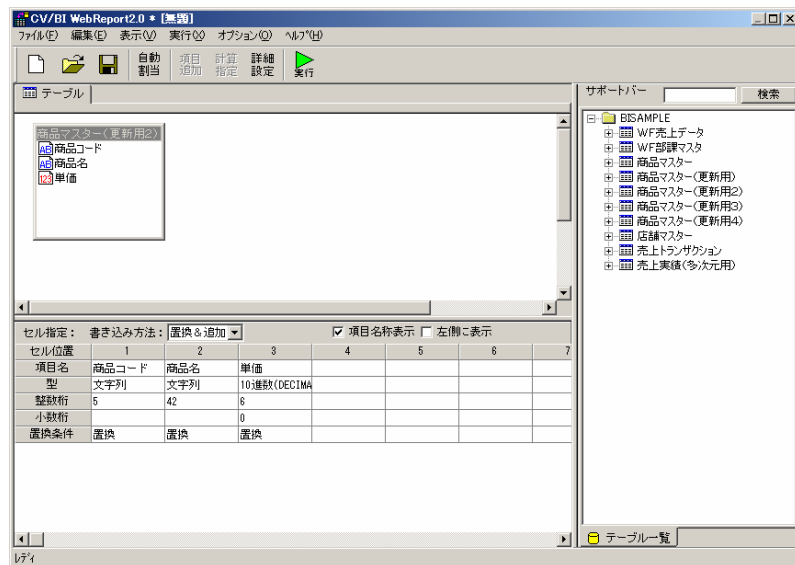 CV/BI WebReport2.0 * [無題]
ﾌｧｲﾙ(F) 編集(E) 表示(V) 実行(X) オプション(O) ﾍﾙﾌﾟ(H)
自動割当 項目追加 計算指定 詳細設定 実行
テーブル
商品マスター(更新用2)
AB 商品コード
AB 商品名
123 単価
セル指定： 書き込み方法： 置換＆追加 項目名称表示 左側に表示
セル位置 1 2 3 4 5 6 7
項目名 商品コード 商品名 単価
型 文字列 文字列 10進数(DECIMA
整数桁 5 42 6
小数桁 0
置換条件 置換 置換 置換
サポートバー 検索
BISAMPLE
WF売上データ
WF部課マスタ
商品マスター
商品マスター(更新用)
商品マスター(更新用2)
商品マスター(更新用3)
商品マスター(更新用4)
店舗マスター
売上トランザクション
売上実績(多次元用)
テーブル一覧
ﾚﾃﾞｨ